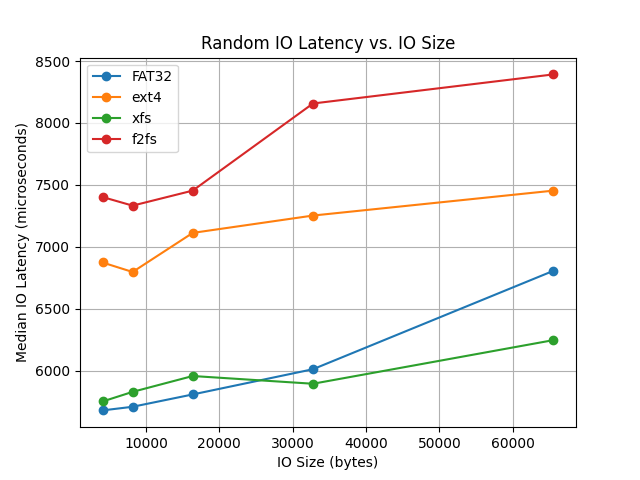 Random IO Latency vs. IO Size
FAT32
ext4
xfs
f2fs
Median IO Latency (microseconds)
8500
8000
7500
7000
6500
6000
10000 20000 30000 40000 50000 60000
IO Size (bytes)